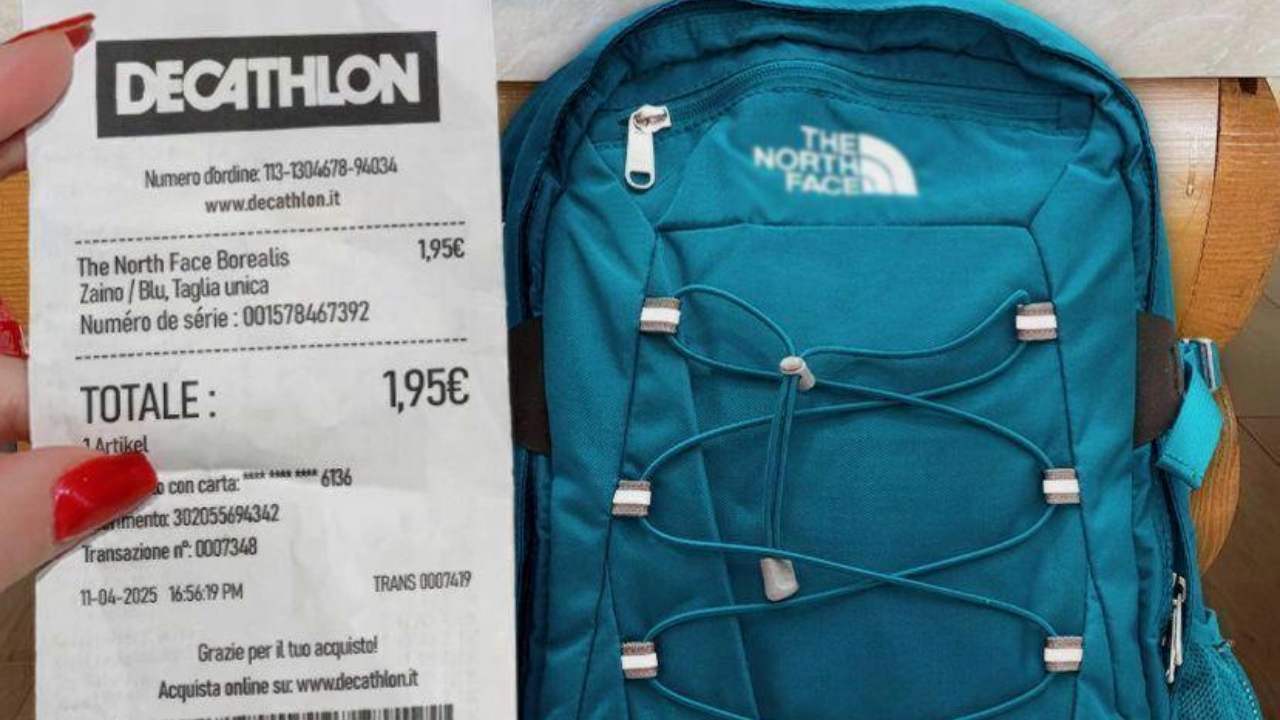 DECATHLON
Numero d'ordine: 113-1304678-94034
www.decathlon.it
The North Face Borealis 1,95€
Zaino / Blu, Taglia unica
Numéro de série : 001578467392
TOTALE : 1,95€
1 Artikel
con carta: **** **** **** 6136
302055694342
Transazione n°: 0007348
11-04-2025 16:56:19 PM TRANS 0007419
Grazie per il tuo acquisto!
Acquista online su: www.decathlon.it
THE
NORTH
FACE